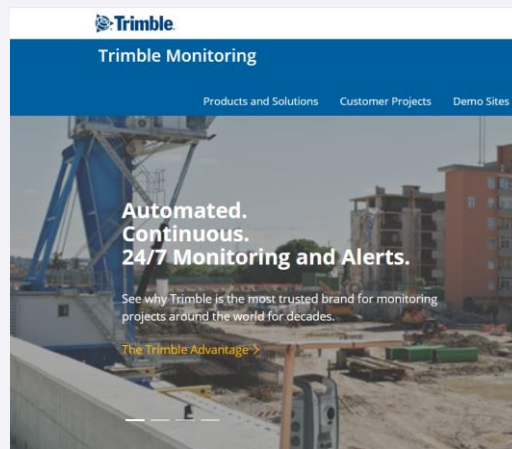 Trimble
Trimble Monitoring
Products and Solutions Customer Projects Demo Sites
Automated.
Continuous.
24/7 Monitoring and Alerts.
See why Trimble is the most trusted brand for monitoring
projects around the world for decades.
The Trimble Advantage >